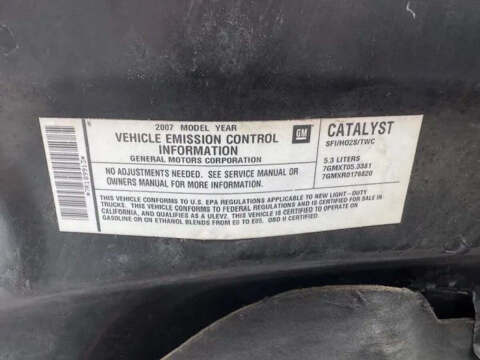 2007 MODEL YEAR
VEHICLE EMISSION CONTROL
INFORMATION
GENERAL MOTORS CORPORATION
GM
CATALYST
SFI/HO2S/TWC
5.3 LITERS
7GMXT05.3381
7GMXR0176820
NO ADJUSTMENTS NEEDED. SEE SERVICE MANUAL OR
OWNERS MANUAL FOR MORE INFORMATION.
THIS VEHICLE CONFORMS TO U.S. EPA REGULATIONS APPLICABLE TO NEW LIGHT-DUTY
TRUCKS. THIS VEHICLE CONFORMS TO FEDERAL REGULATIONS AND IS CERTIFIED FOR SALE IN
CALIFORNIA, AND QUALIFIES AS A ULEV2. THIS VEHICLE IS CERTIFIED TO OPERATE ON
GASOLINE OR ON ETHANOL BLENDS FROM E0 TO E85. OBD II CERTIFIED.